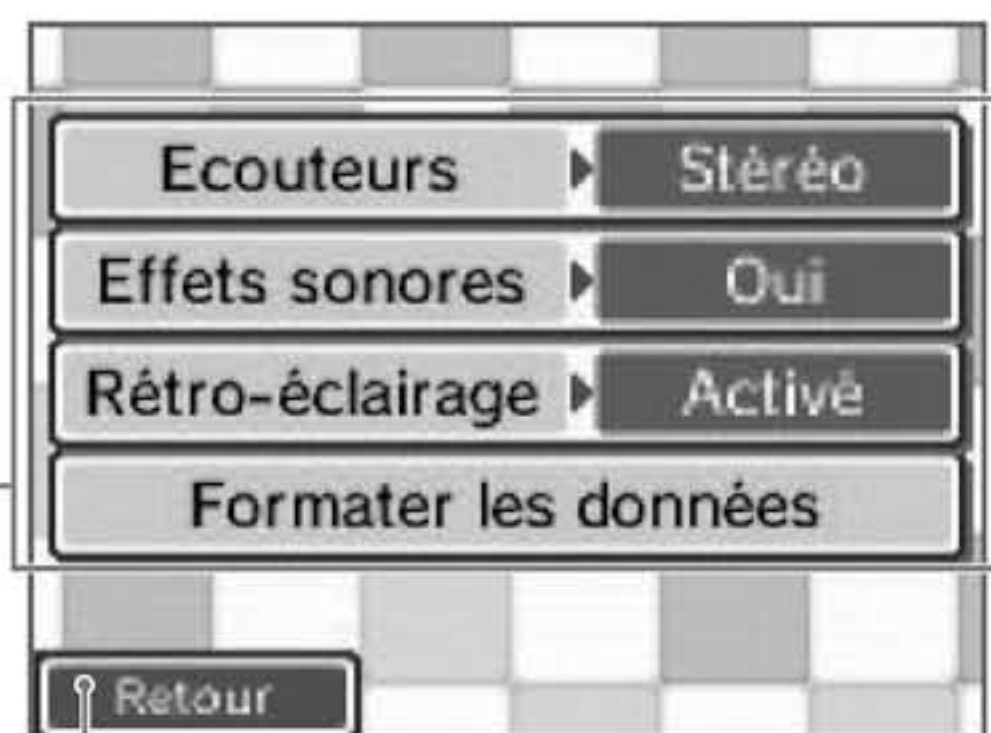 Ecouteurs Stéréo
Effets sonores Oui
Rétro-éclairage Activé
Formater les données
Retour